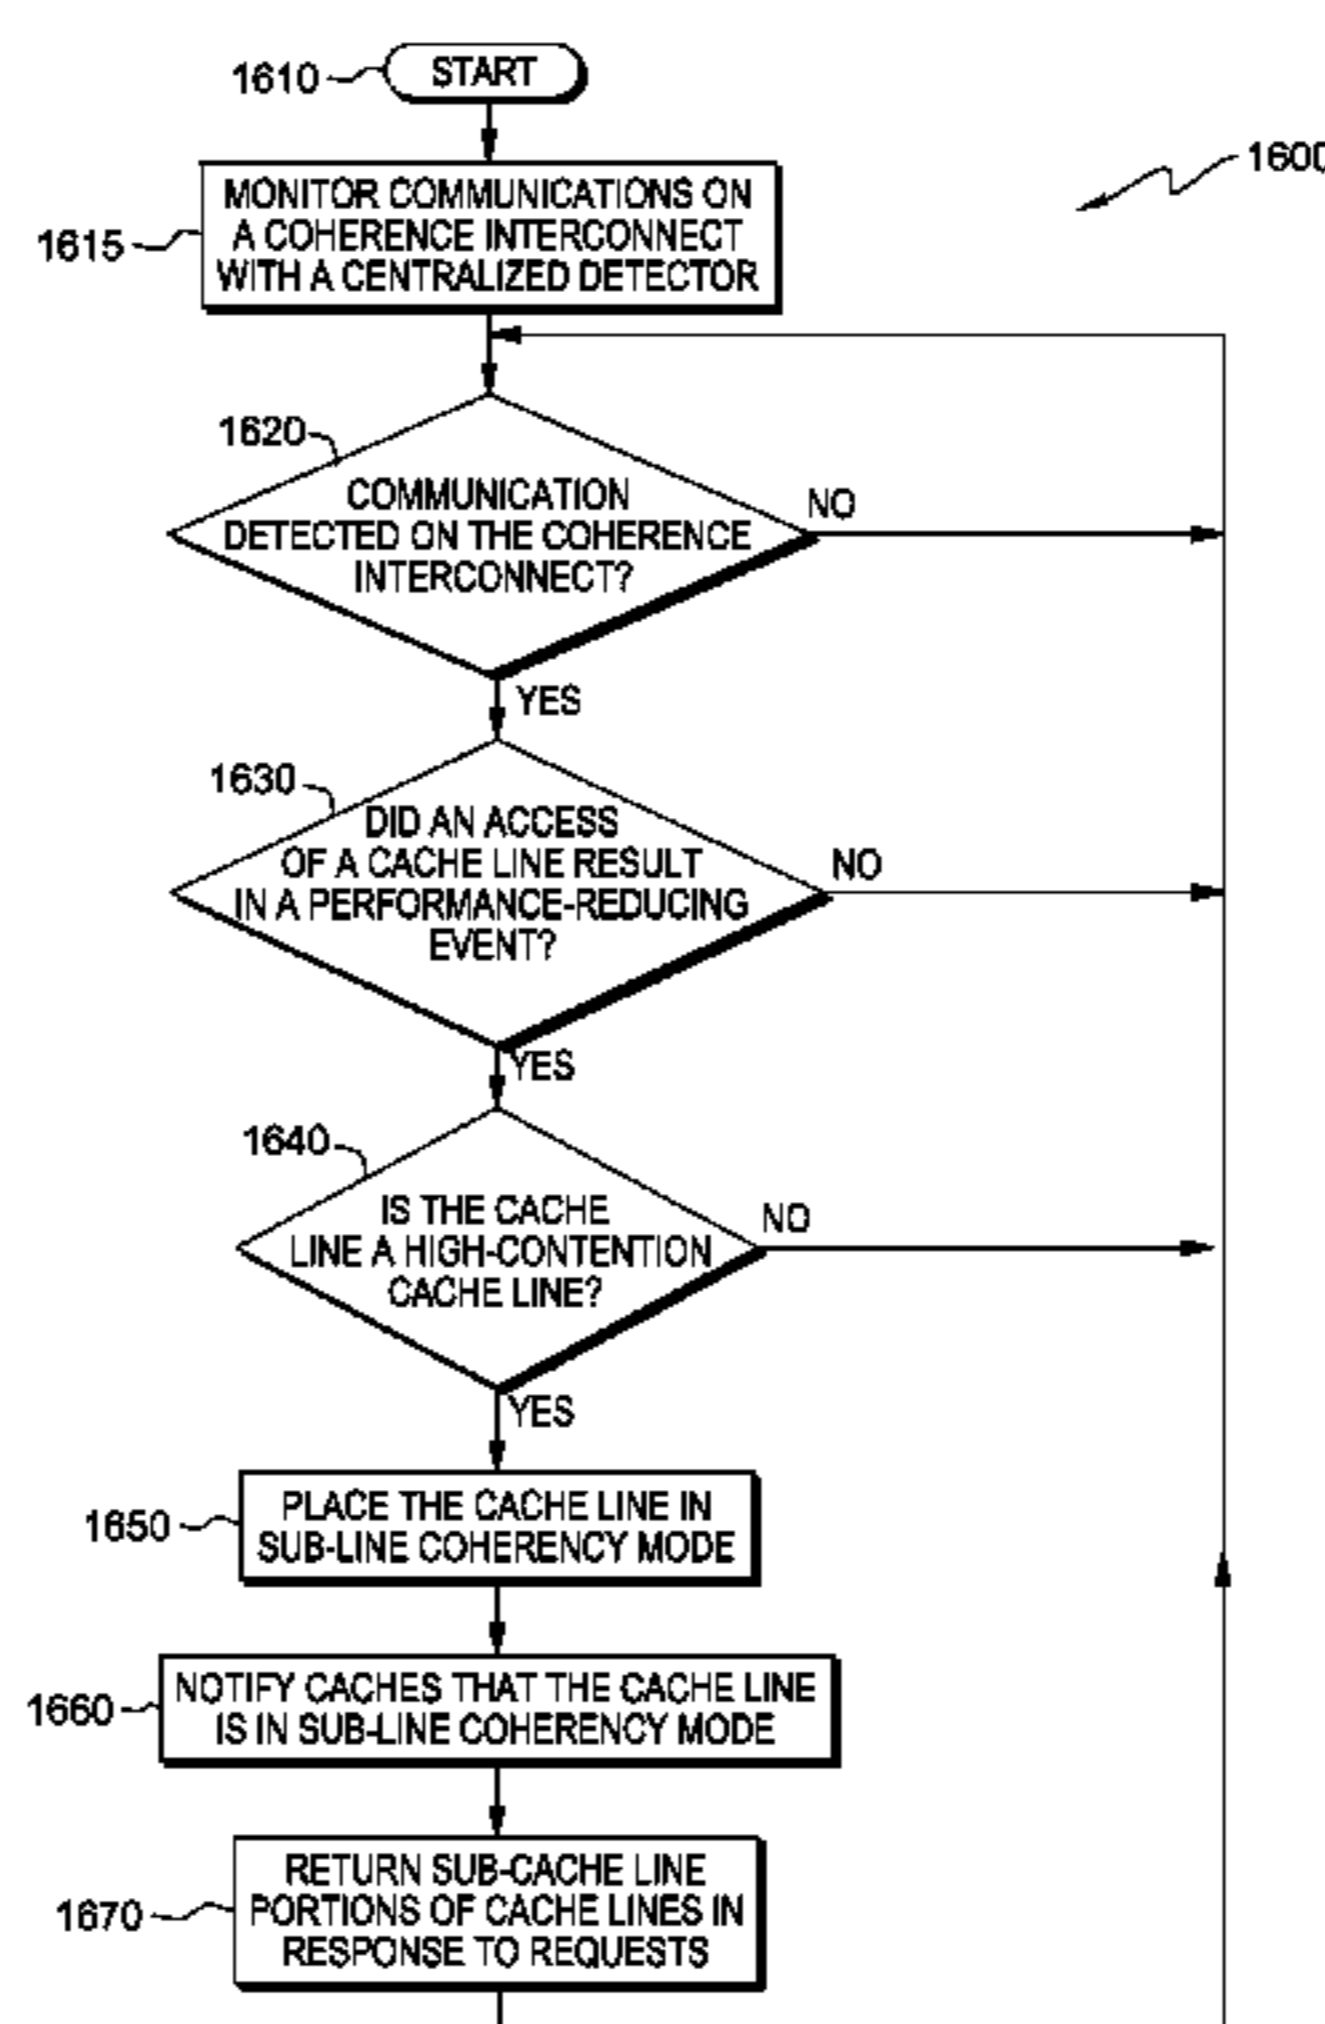 1610
START
1600
MONITOR COMMUNICATIONS ON
A COHERENCE INTERCONNECT
WITH A CENTRALIZED DETECTOR
1615
1620
COMMUNICATION
DETECTED ON THE COHERENCE
INTERCONNECT?
NO
YES
1630
DID AN ACCESS
OF A CACHE LINE RESULT
IN A PERFORMANCE-REDUCING
EVENT?
NO
YES
1640
IS THE CACHE
LINE A HIGH-CONTENTION
CACHE LINE?
NO
YES
1650
PLACE THE CACHE LINE IN
SUB-LINE COHERENCY MODE
1660
NOTIFY CACHES THAT THE CACHE LINE
IS IN SUB-LINE COHERENCY MODE
1670
RETURN SUB-CACHE LINE
PORTIONS OF CACHE LINES IN
RESPONSE TO REQUESTS